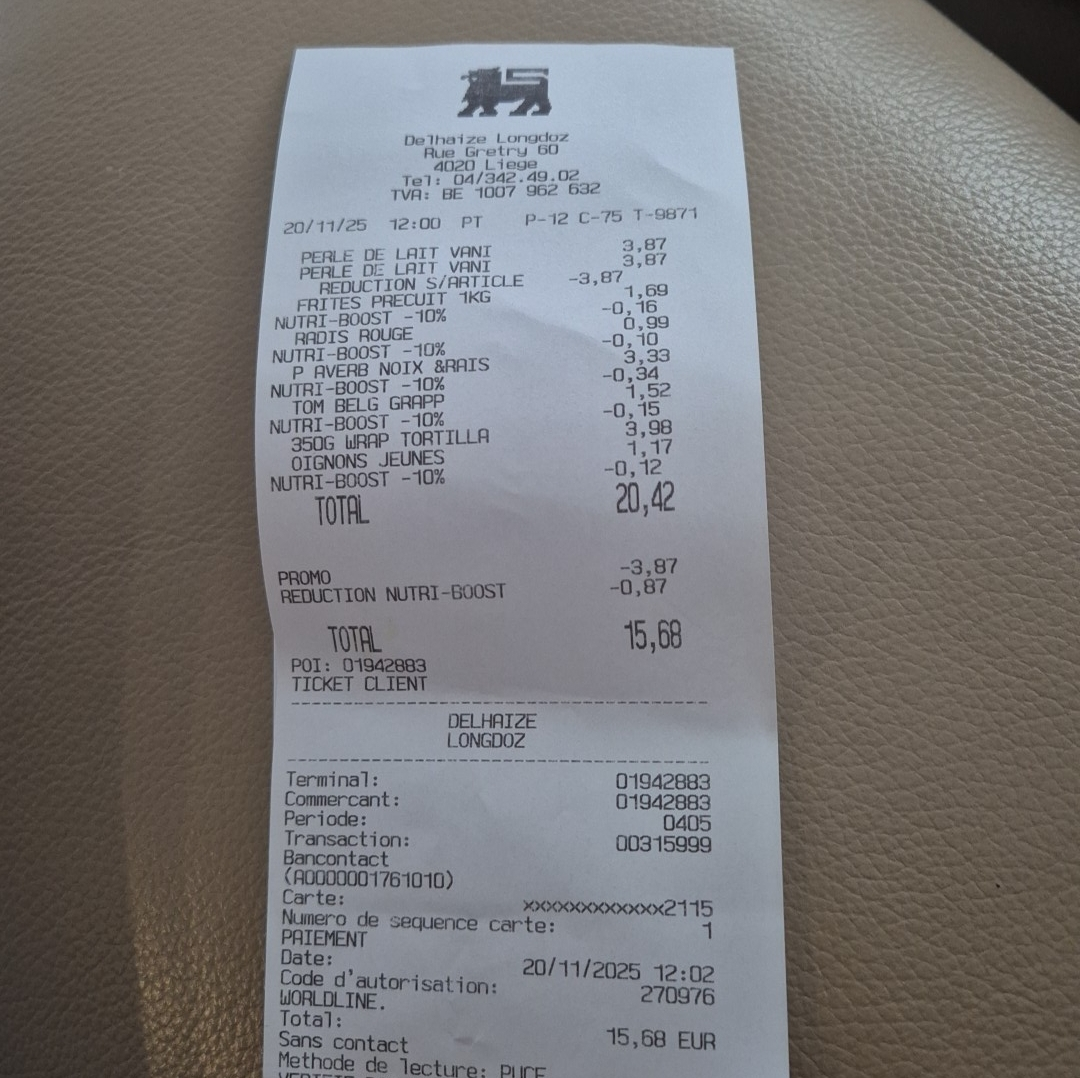 Delhaize Longdoz
Rue Gretry 60
4020 Liege
Tel: 04/342.49.02
TVA: BE 1007 962 632
20/11/25 12:00 PT P-12 C-75 T-9871
PERLE DE LAIT VANI 3,87
PERLE DE LAIT VANI 3,87
REDUCTION S/ARTICLE -3,87
FRITES PRECUIT 1KG 1,69
NUTRI-BOOST -10% -0,16
RADIS ROUGE 0,99
NUTRI-BOOST -10% -0,10
P AVERB NOIX &RAIS 3,33
NUTRI-BOOST -10% -0,34
TOM BELG GRAPP 1,52
NUTRI-BOOST -10% -0,15
350G WRAP TORTILLA 3,98
OIGNONS JEUNES 1,17
NUTRI-BOOST -10% -0,12
TOTAL 20,42
PROMO -3,87
REDUCTION NUTRI-BOOST -0,87
TOTAL 15,68
POI: 01942883
TICKET CLIENT
DELHAIZE
LONGDOZ
Terminal: 01942883
Commercant: 01942883
Periode: 0405
Transaction: 00315999
Bancontact
(A0000001761010)
Carte: xxxxxxxxxxxxx2115
Numero de sequence carte: 1
PAIEMENT
Date: 20/11/2025 12:02
Code d'autorisation: 270976
WORLDLINE.
Total: 15,68 EUR
Sans contact
Methode de lecture: PUCE